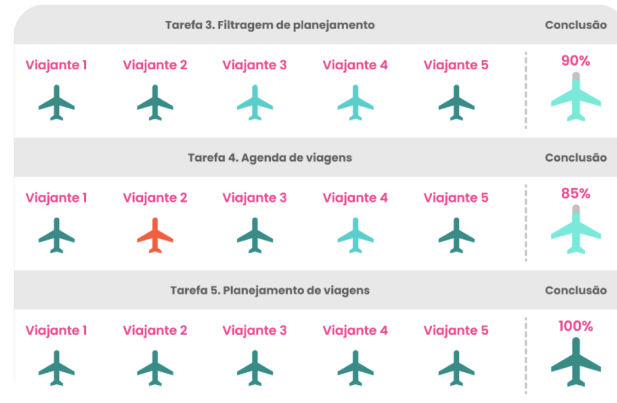 Tarefa 3. Filtragem de planejamento Conclusão
Viajante 1 Viajante 2 Viajante 3 Viajante 4 Viajante 5 90%
Tarefa 4. Agenda de viagens Conclusão
Viajante 1 Viajante 2 Viajante 3 Viajante 4 Viajante 5 85%
Tarefa 5. Planejamento de viagens Conclusão
Viajante 1 Viajante 2 Viajante 3 Viajante 4 Viajante 5 100%